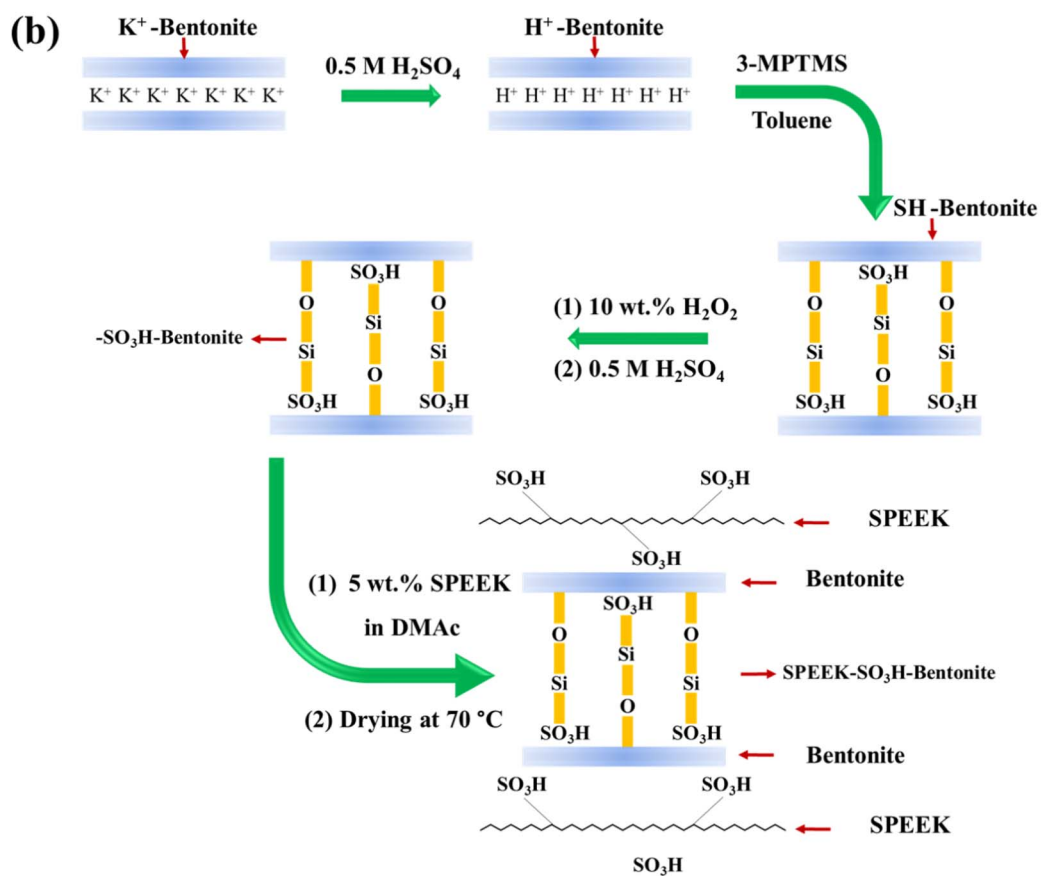 (b)
K⁺-Bentonite
K⁺ K⁺ K⁺ K⁺ K⁺ K⁺ K⁺
0.5 M H₂SO₄
H⁺-Bentonite
H⁺ H⁺ H⁺ H⁺ H⁺ H⁺ H⁺
3-MPTMS
Toluene
SH-Bentonite
SO₃H
O O
Si
Si Si
O
SO₃H SO₃H
(1) 10 wt.% H₂O₂
(2) 0.5 M H₂SO₄
-SO₃H-Bentonite
SO₃H
O O
Si
Si Si
O
SO₃H SO₃H
(1) 5 wt.% SPEEK
in DMAc
(2) Drying at 70 °C
SO₃H SO₃H
SPEEK
SO₃H
Bentonite
SO₃H
O O
Si
Si Si
SPEEK-SO₃H-Bentonite
O
SO₃H SO₃H
Bentonite
SO₃H SO₃H
SPEEK
SO₃H